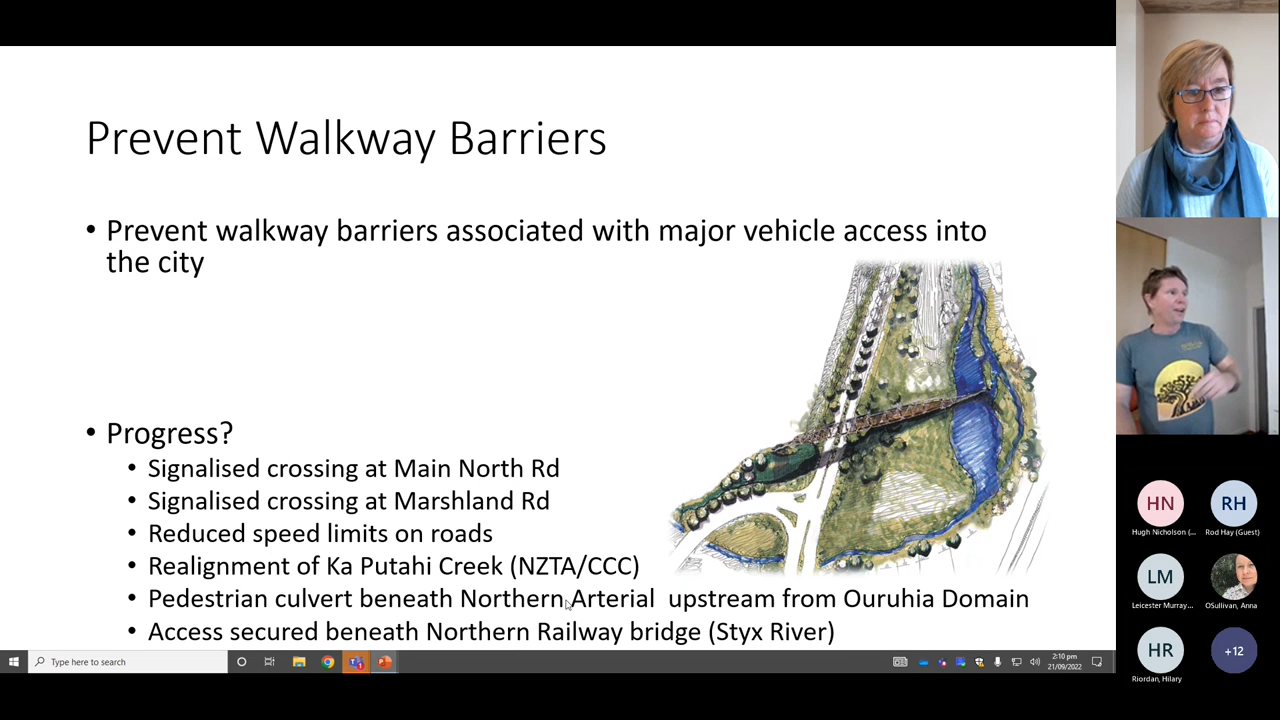 Prevent Walkway Barriers
• Prevent walkway barriers associated with major vehicle access into
the city
• Progress?
• Signalised crossing at Main North Rd
• Signalised crossing at Marshland Rd
• Reduced speed limits on roads
• Realignment of Ka Putahi Creek (NZTA/CCC)
• Pedestrian culvert beneath Northern Arterial upstream from Ouruhia Domain
• Access secured beneath Northern Railway bridge (Styx River)
Type here to search
2:10 pm
21/09/2022
HN
RH
Hugh Nicholson (...
Rod Hay (Guest)
LM
Leicester Murray...
OSullivan, Anna
HR
+12
Riordan, Hilary